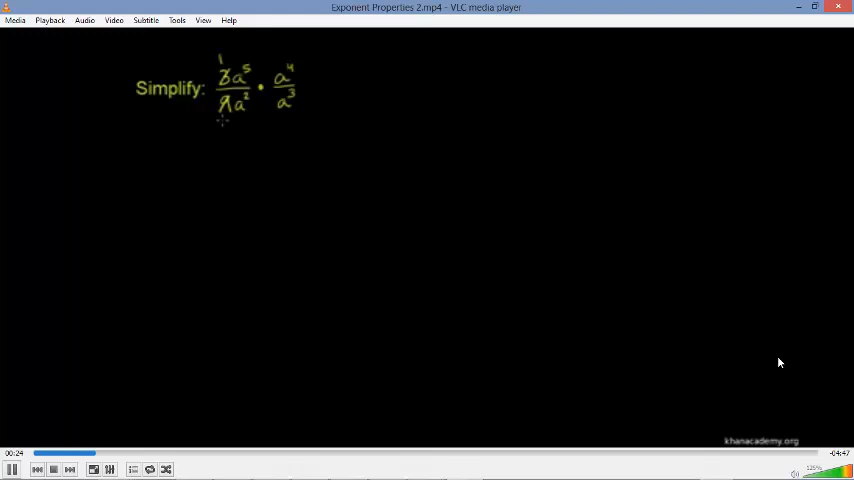 Exponent Properties 2.mp4 - VLC media player
Media Playback Audio Video Subtitle Tools View Help
1
Simplify: 3a⁵/9a² · a⁴/a³
khanacademy.org
00:24 -04:47
125%